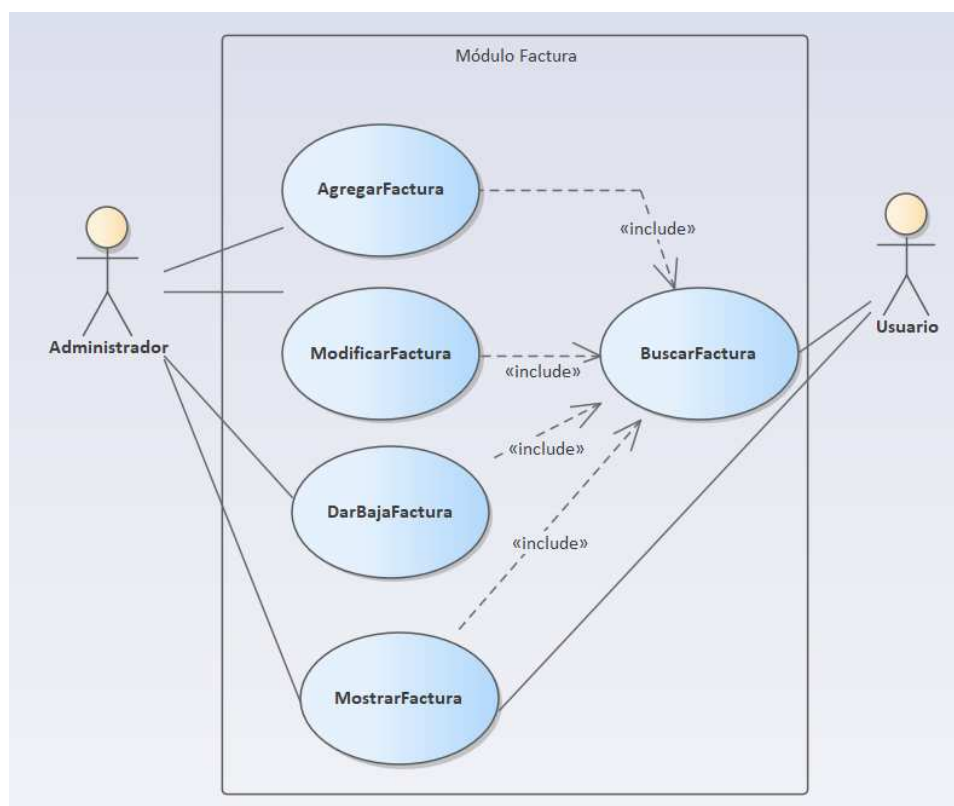 Módulo Factura
AgregarFactura
«include»
Administrador
ModificarFactura
«include»
BuscarFactura
Usuario
«include»
DarBajaFactura
«include»
MostrarFactura